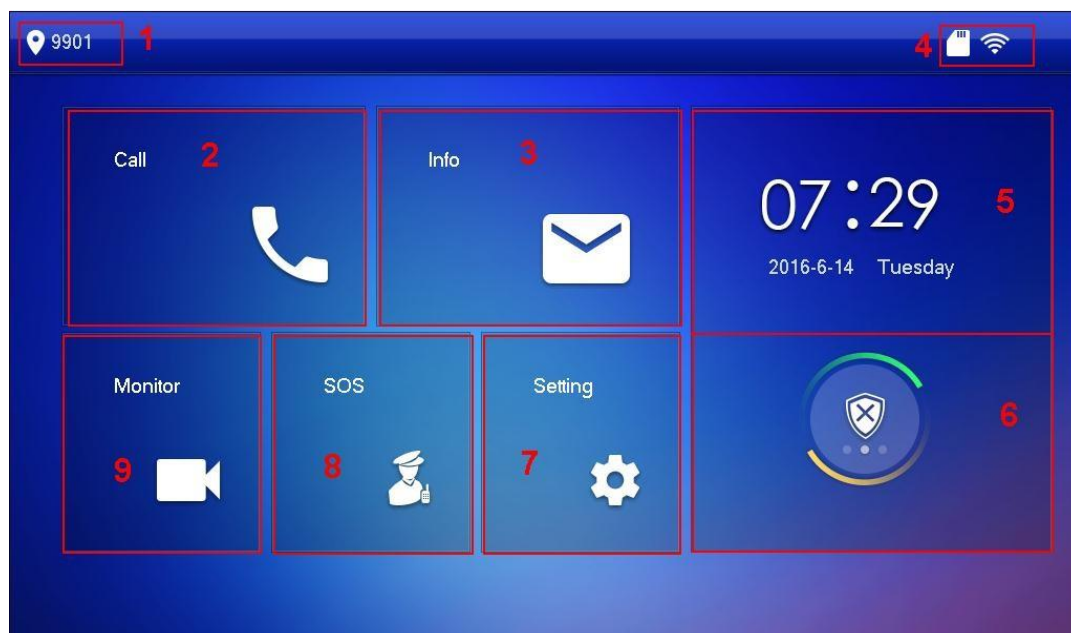 9901 1
4
Call 2
Info 3
07:29 5
2016-6-14 Tuesday
Monitor
SOS
Setting
6
9
8
7